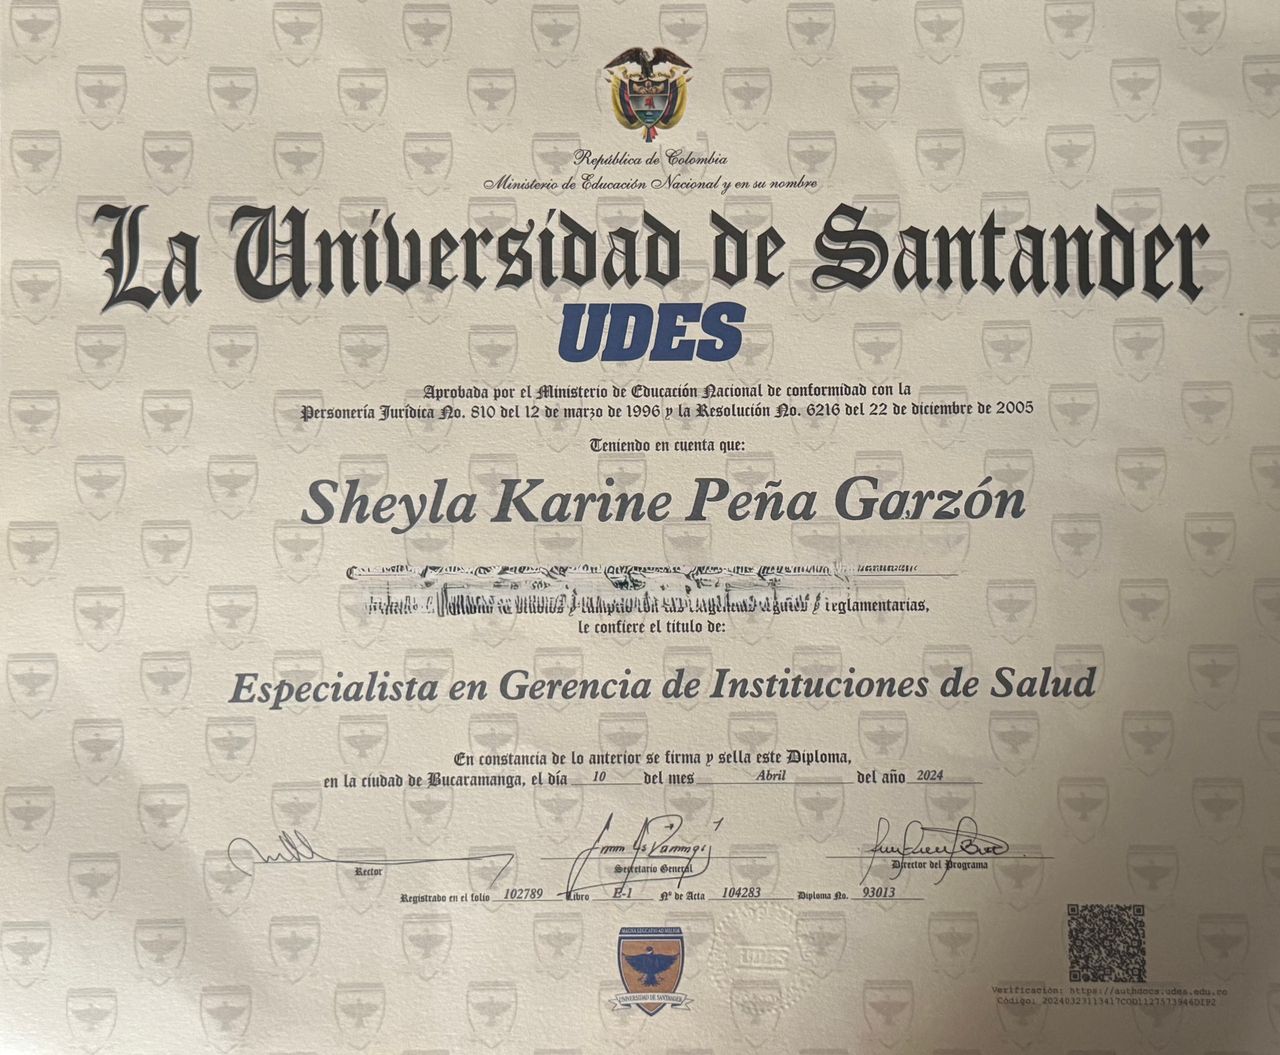 República de Colombia
Ministerio de Educación Nacional y en su nombre
La Universidad de Santander
UDES
Aprobada por el Ministerio de Educación Nacional de conformidad con la
Personería Jurídica No. 810 del 12 de marzo de 1996 y la Resolución No. 6216 del 22 de diciembre de 2005
Teniendo en cuenta que:
Sheyla Karine Peña Garzón
y reglamentarias,
le confiere el título de:
Especialista en Gerencia de Instituciones de Salud
En constancia de lo anterior se firma y sella este Diploma,
en la ciudad de Bucaramanga, el día 10 del mes Abril del año 2024
Rector
Secretario General
Director del Programa
Registrado en el folio 102789 Libro E-1 Nº de Acta 104283 Diploma No. 93013
UNIVERSIDAD DE SANTANDER
UDES
Verificación: https://authdocs.udes.edu.co